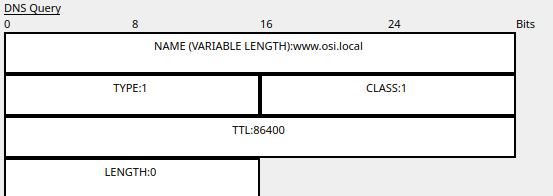 DNS Query
0 8 16 24 Bits
NAME (VARIABLE LENGTH):www.osi.local
TYPE:1 CLASS:1
TTL:86400
LENGTH:0